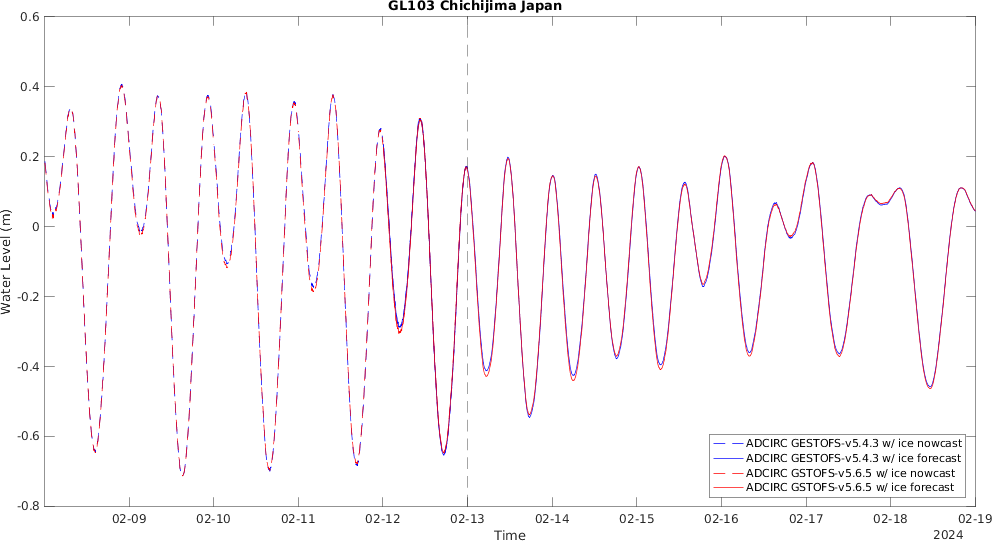 GL103 Chichijima Japan
0.6
0.4
0.2
0
-0.2
-0.4
-0.6
-0.8
Water Level (m)
02-09
02-10
02-11
02-12
02-13
02-14
02-15
02-16
02-17
02-18
02-19
Time
2024
ADCIRC GESTOFS-v5.4.3 w/ ice nowcast
ADCIRC GESTOFS-v5.4.3 w/ ice forecast
ADCIRC GSTOFS-v5.6.5 w/ ice nowcast
ADCIRC GSTOFS-v5.6.5 w/ ice forecast